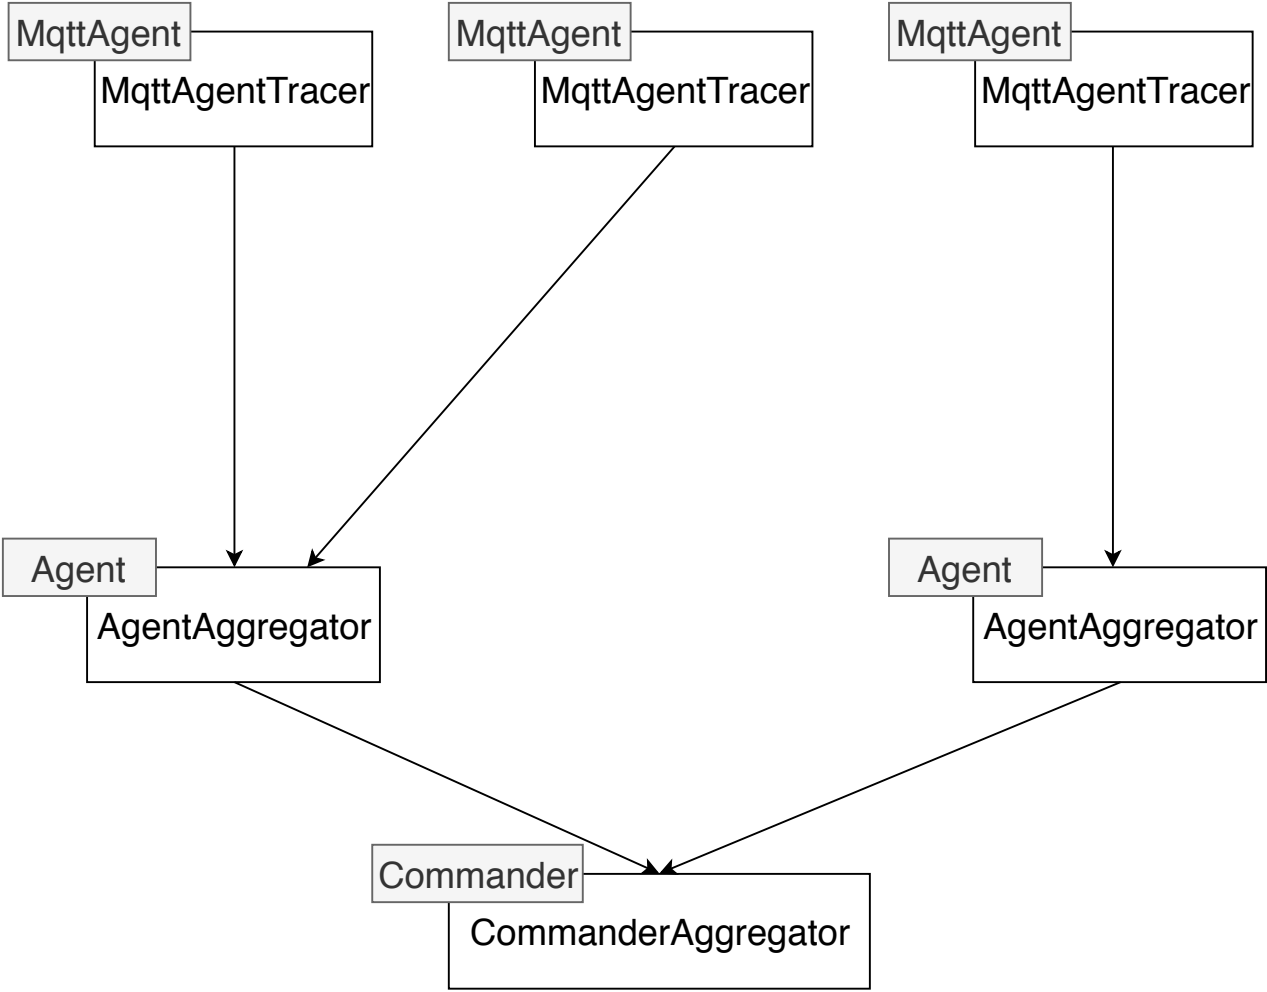 MqttAgent
MqttAgentTracer
MqttAgent
MqttAgentTracer
MqttAgent
MqttAgentTracer
Agent
AgentAggregator
Agent
AgentAggregator
Commander
CommanderAggregator